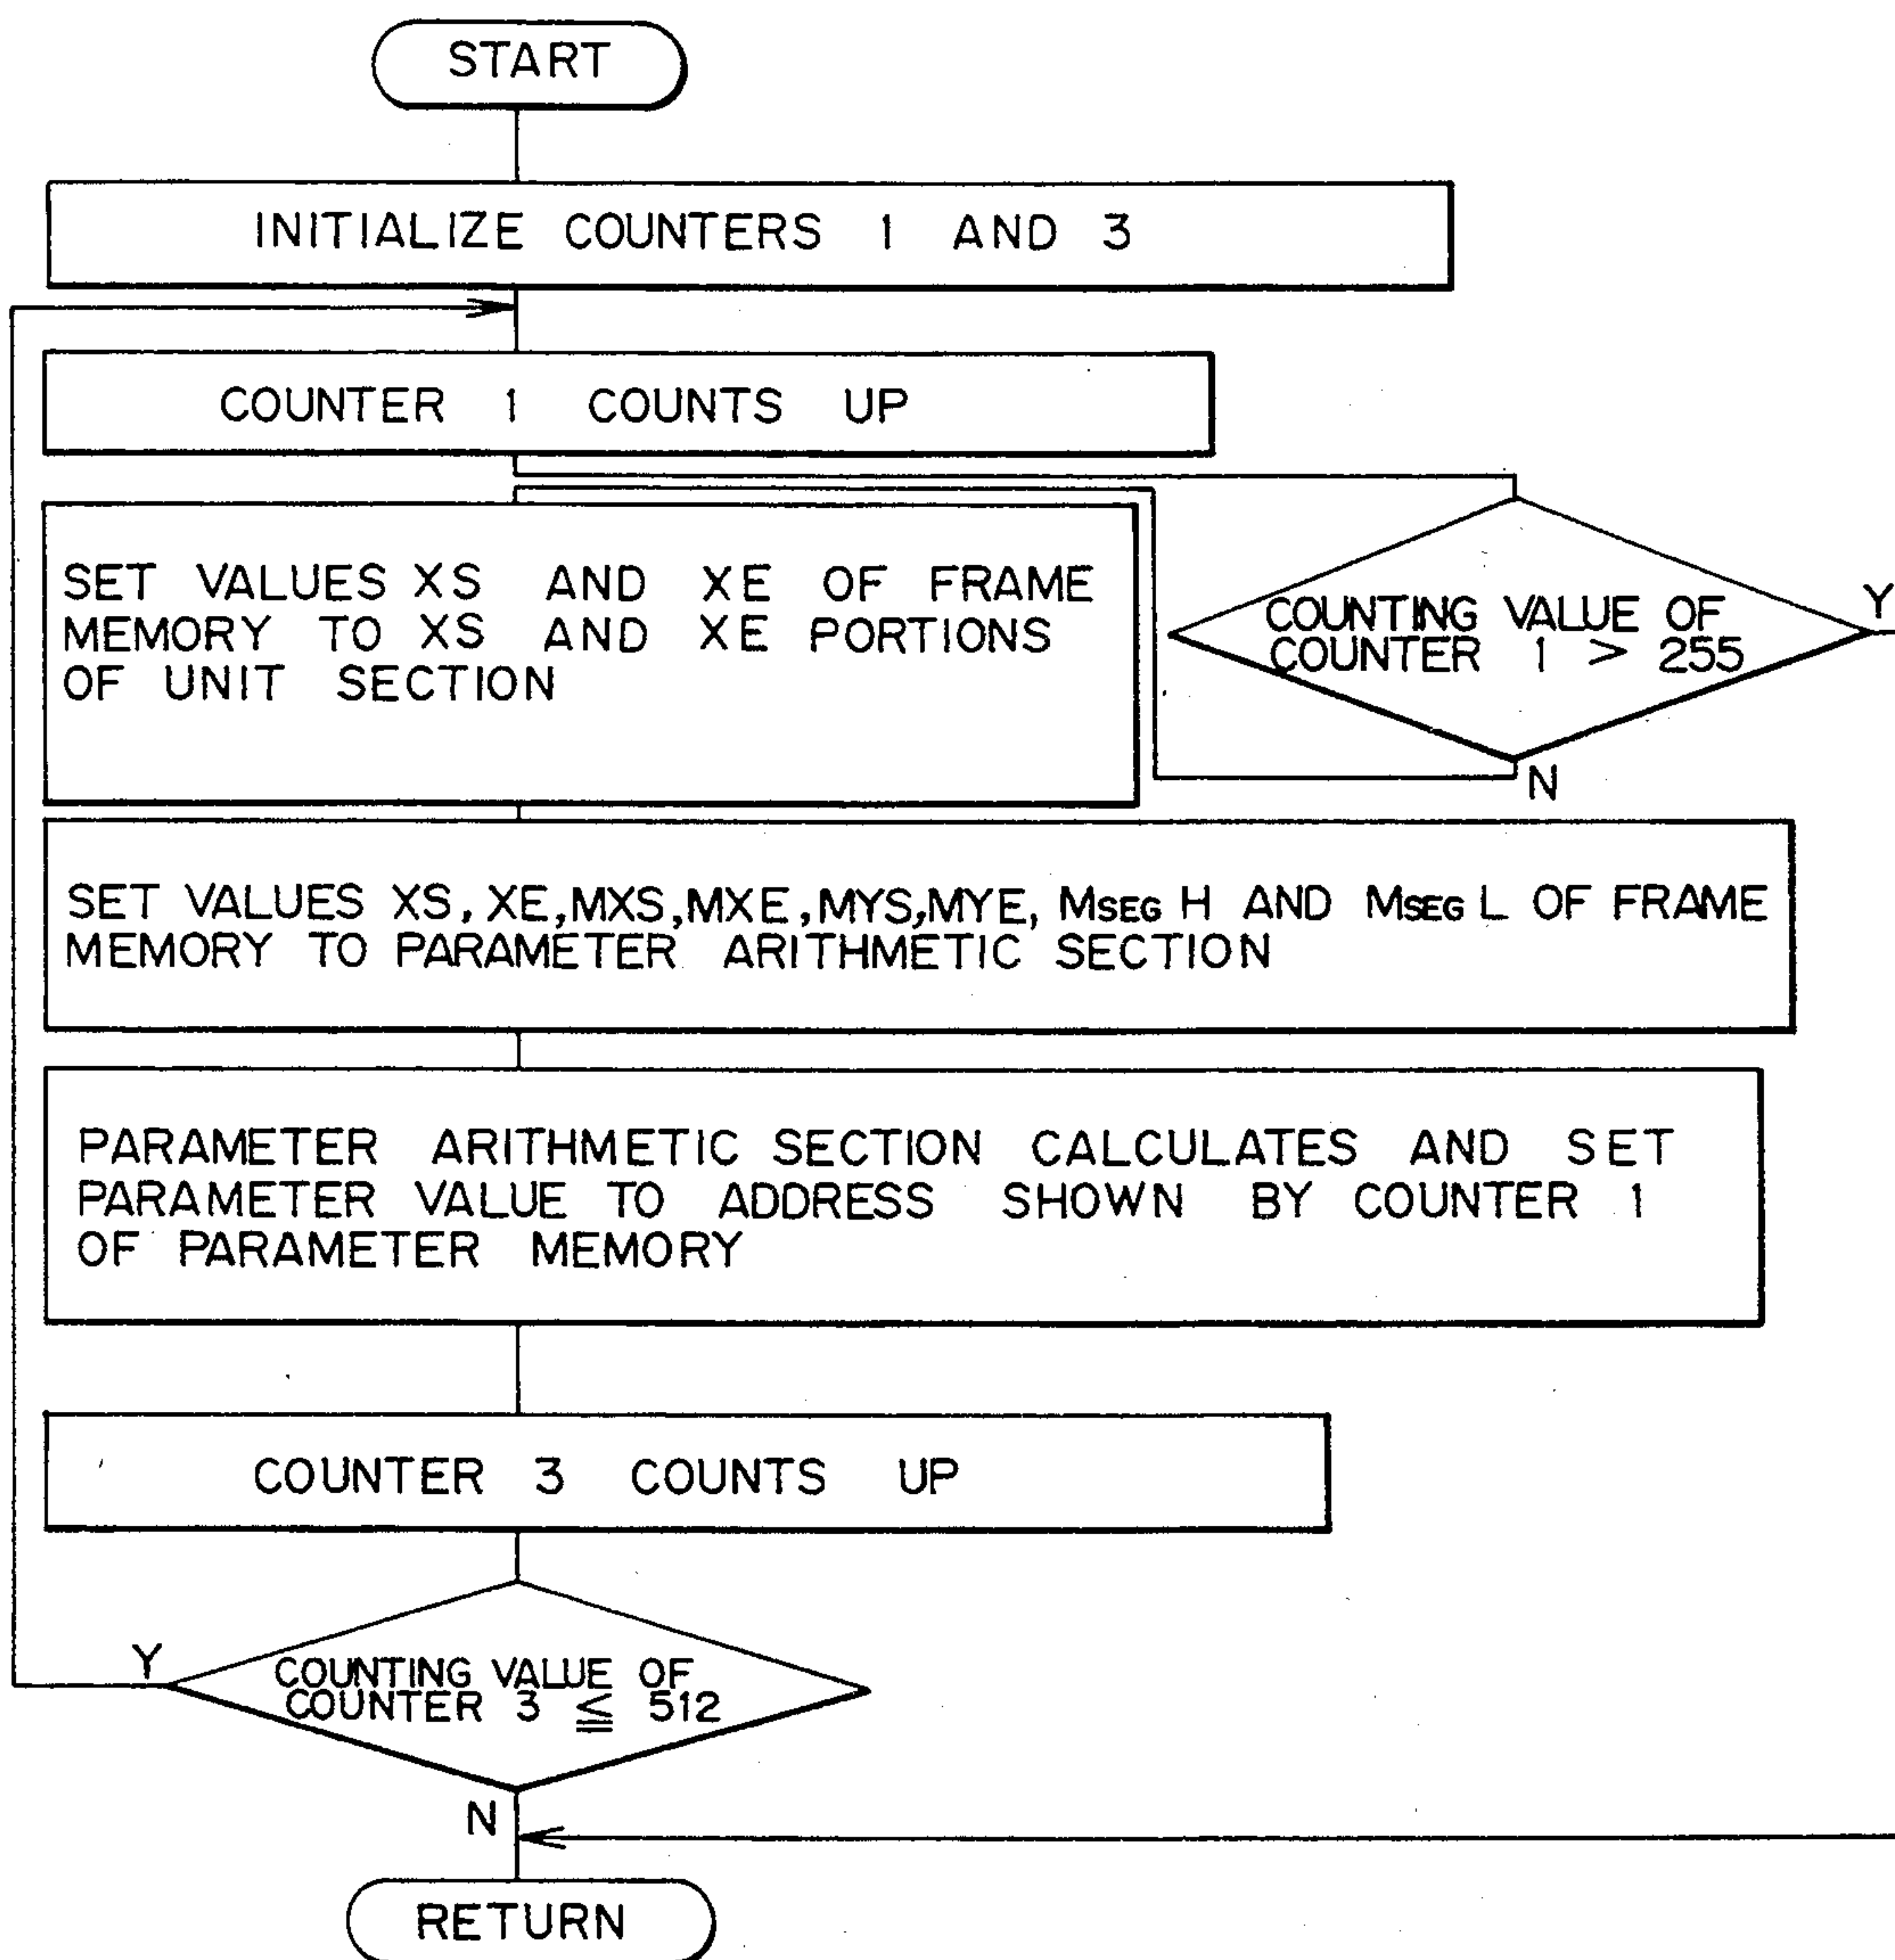 START
INITIALIZE COUNTERS 1 AND 3
COUNTER 1 COUNTS UP
COUNTING VALUE OF
COUNTER 1 > 255
Y
N
SET VALUES XS AND XE OF FRAME
MEMORY TO XS AND XE PORTIONS
OF UNIT SECTION
SET VALUES XS, XE, MXS, MXE, MYS, MYE, MSEG H AND MSEG L OF FRAME
MEMORY TO PARAMETER ARITHMETIC SECTION
PARAMETER ARITHMETIC SECTION CALCULATES AND SET
PARAMETER VALUE TO ADDRESS SHOWN BY COUNTER 1
OF PARAMETER MEMORY
COUNTER 3 COUNTS UP
Y
COUNTING VALUE OF
COUNTER 3 ≦ 512
N
RETURN